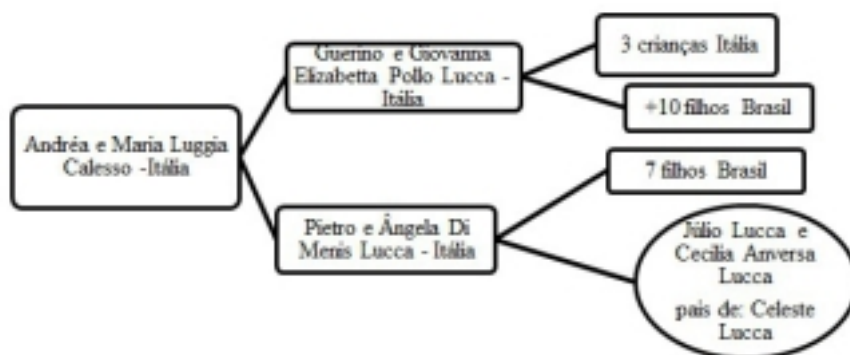 Guerino e Giovanna
Elizabetta Pollo Lucca -
Itália
3 crianças Itália
+10 filhos Brasil
Andréa e Maria Luggia
Calesso -Itália
Pietro e Ângela Di
Menis Lucca - Itália
7 filhos Brasil
Júlio Lucca e
Cecilia Anversa
Lucca
pais de: Celeste
Lucca